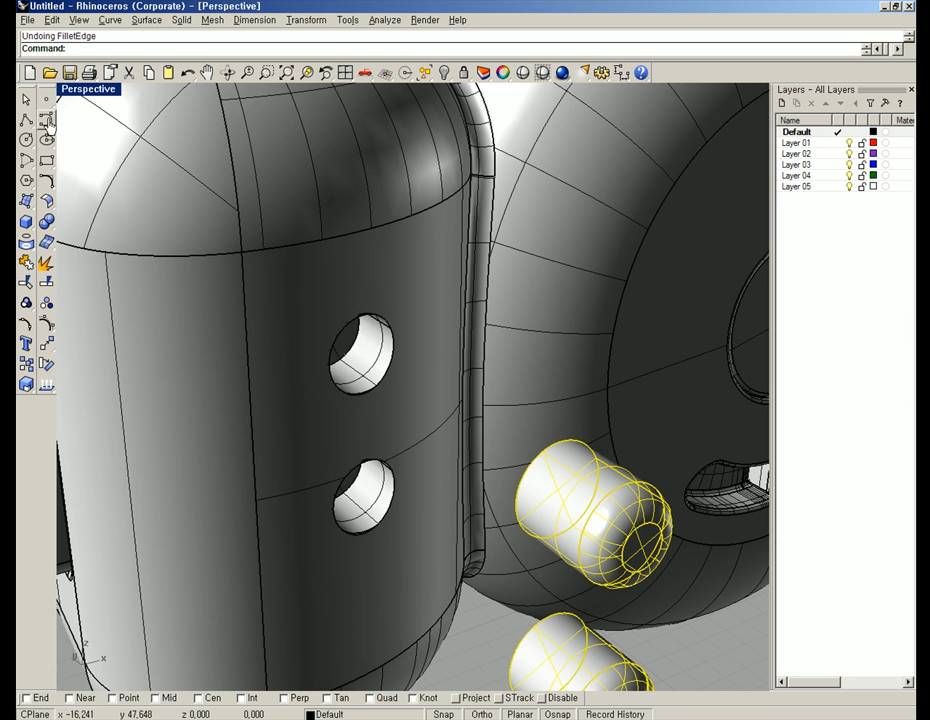 Untitled - Rhinoceros (Corporate) - [Perspective]
File Edit View Curve Surface Solid Mesh Dimension Transform Tools Analyze Render Help
Undoing FilletEdge
Command:
Perspective
Layers - All Layers
Name Mater
Default
Layer 01
Layer 02
Layer 03
Layer 04
Layer 05
z
x
End Near Point Mid Cen Int Perp Tan Quad Knot Project STrack Disable
CPlane x -16,241 y 47,648 z 0,000 0,000 Default Snap Ortho Planar Osnap Record History